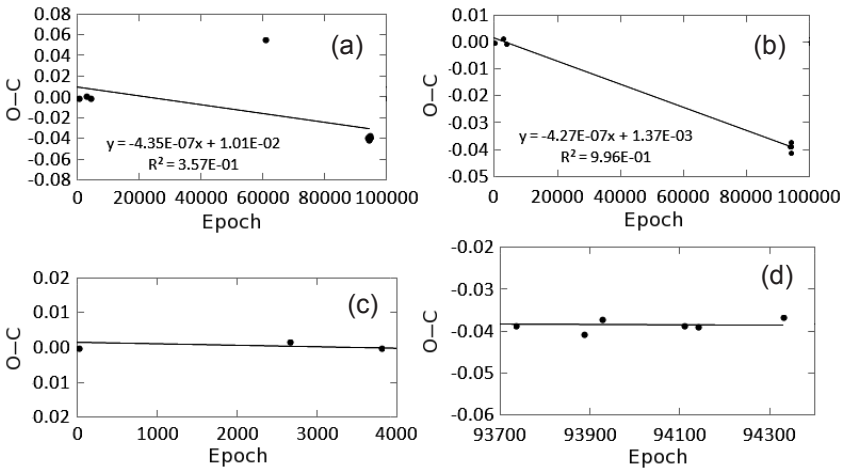 (a)
0.08
0.06
0.04
0.02
0.00
-0.02
-0.04
-0.06
-0.08
O−C
y = -4.35E-07x + 1.01E-02
R² = 3.57E-01
0 20000 40000 60000 80000 100000
Epoch
(b)
0.01
0.00
-0.01
-0.02
-0.03
-0.04
-0.05
O−C
y = -4.27E-07x + 1.37E-03
R² = 9.96E-01
0 20000 40000 60000 80000 100000
Epoch
(c)
0.02
0.01
0.00
0.01
0.02
O−C
0 1000 2000 3000 4000
Epoch
(d)
-0.02
-0.03
-0.04
-0.05
-0.06
O−C
93700 93900 94100 94300
Epoch